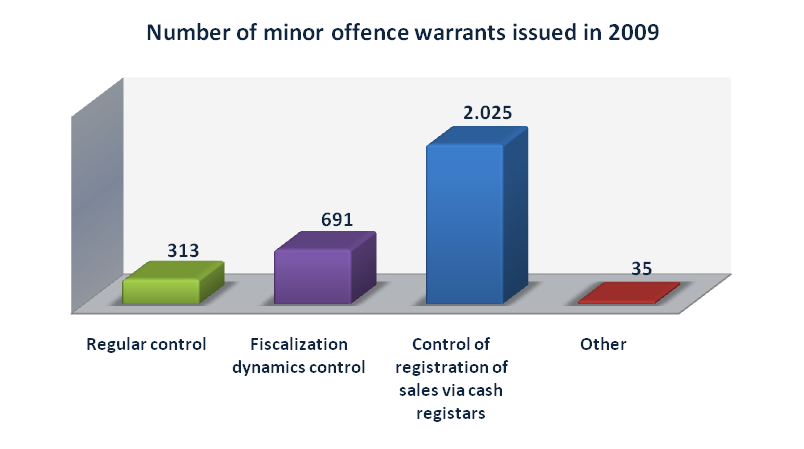 Number of minor offence warrants issued in 2009
2.025
691
313
35
Regular control
Fiscalization
dynamics control
Control of
registration of
sales via cash
registars
Other